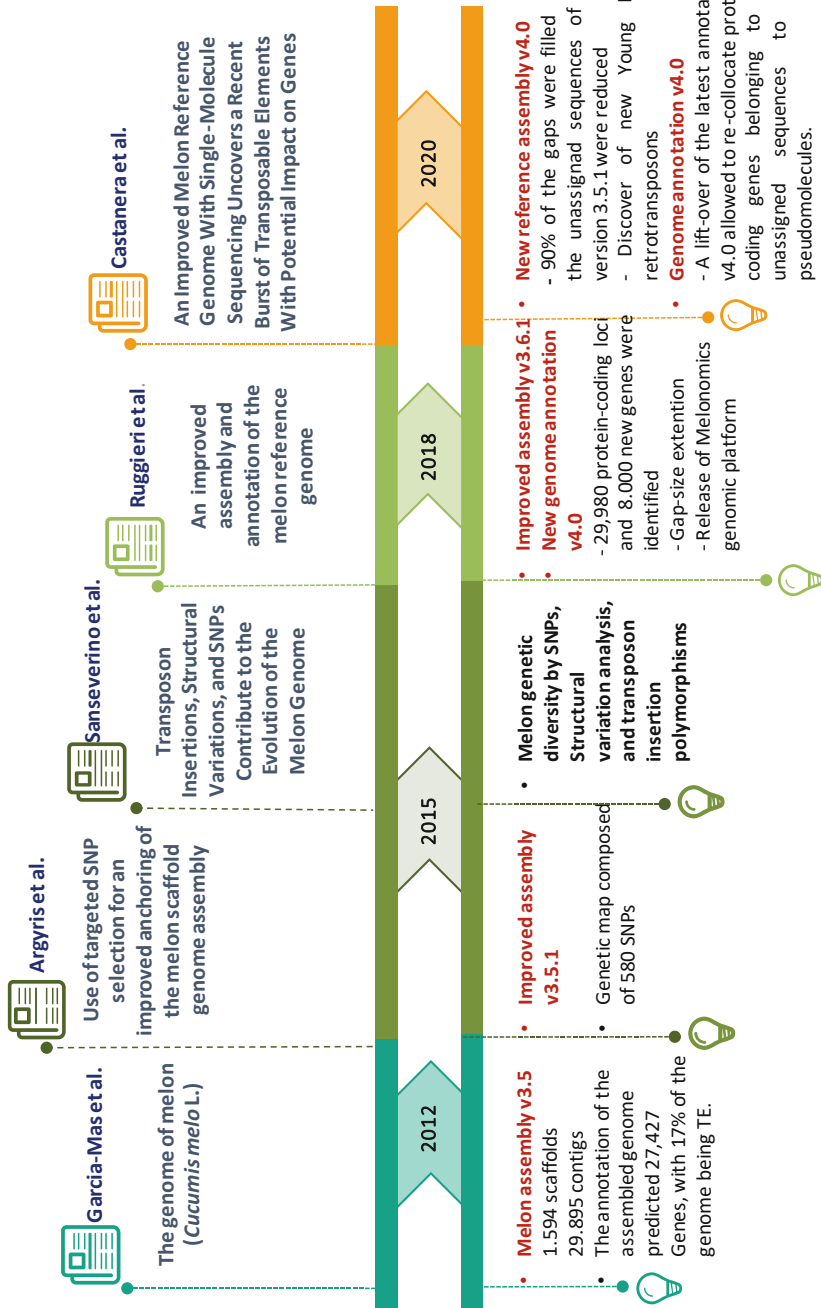 Garcia-Mas et al.
The genome of melon
(Cucumis melo L.)
Argyris et al.
Use of targeted SNP
selection for an
improved anchoring of
the melon scaffold
genome assembly
Sanseverino et al.
Transposon
Insertions, Structural
Variations, and SNPs
Contribute to the
Evolution of the
Melon Genome
Ruggieri et al.
An improved
assembly and
annotation of the
melon reference
genome
Castanera et al.
An Improved Melon Reference
Genome With Single-Molecule
Sequencing Uncovers a Recent
Burst of Transposable Elements
With Potential Impact on Genes
2012
2015
2018
2020
• Melon assembly v3.5
1.594 scaffolds
29.895 contigs
• The annotation of the
assembled genome
predicted 27,427
Genes, with 17% of the
genome being TE.
• Improved assembly
v3.5.1
• Genetic map composed
of 580 SNPs
• Melon genetic
diversity by SNPs,
Structural
variation analysis,
and transposon
insertion
polymorphisms
• Improved assembly v3.6.1
• New genome annotation
v4.0
- 29,980 protein-coding loci
and 8.000 new genes were
identified
- Gap-size extention
- Release of Melonomics
genomic platform
• New reference assembly v4.0
- 90% of the gaps were filled
the unassignad sequences of
version 3.5.1 were reduced
- Discover of new Young
retrotransposons
• Genome annotation v4.0
- A lift-over of the latest annota
v4.0 allowed to re-collocate prot
coding genes belonging to
unassigned sequences to
pseudomolecules.